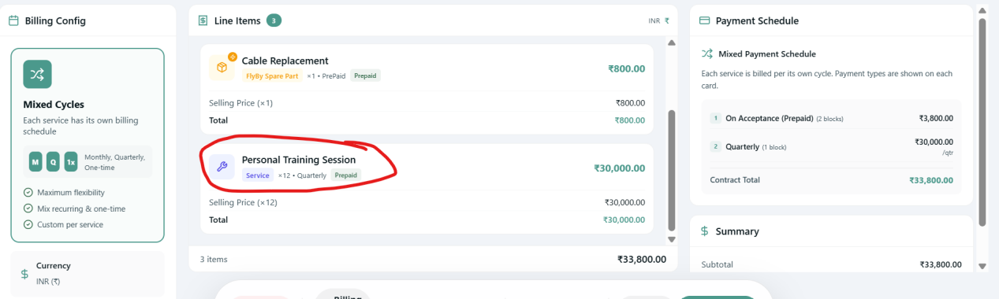 Billing Config
Mixed Cycles
Each service has its own billing
schedule
M Q 1x Monthly, Quarterly,
One-time
Maximum flexibility
Mix recurring & one-time
Custom per service
Currency
INR (₹)
Line Items 3 INR ₹
Cable Replacement ₹800.00
FlyBy Spare Part ×1 • PrePaid Prepaid
Selling Price (×1) ₹800.00
Total ₹800.00
Personal Training Session ₹30,000.00
Service ×12 • Quarterly Prepaid
Selling Price (×12) ₹30,000.00
Total ₹30,000.00
3 items ₹33,800.00
Billing
Payment Schedule
Mixed Payment Schedule
Each service is billed per its own cycle. Payment types are shown on each
card.
1 On Acceptance (Prepaid) (2 blocks) ₹3,800.00
2 Quarterly (1 block) ₹30,000.00
/qtr
Contract Total ₹33,800.00
Summary
Subtotal ₹33,800.00